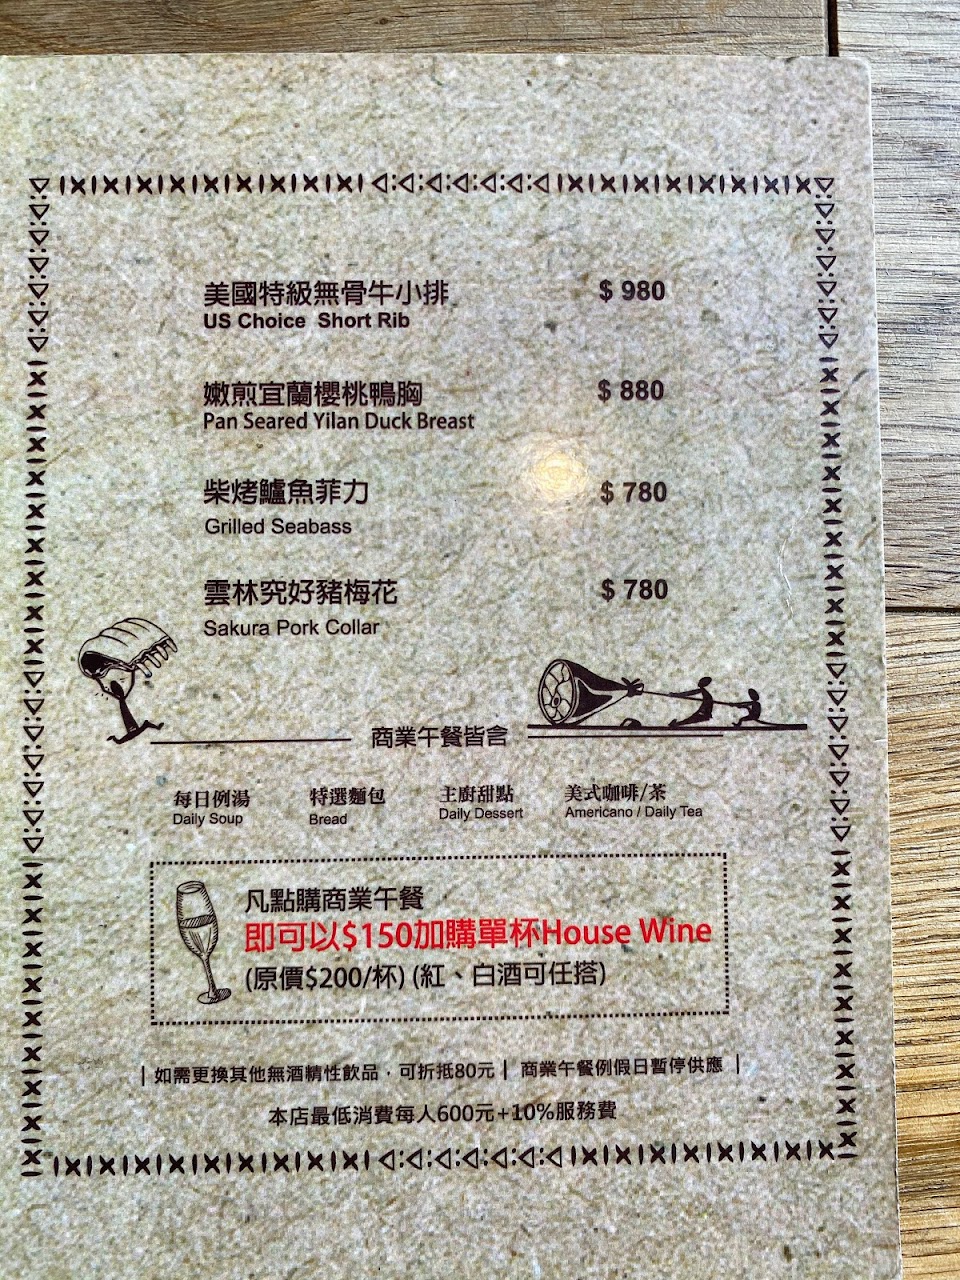 美國特級無骨牛小排 $ 980
US Choice Short Rib
嫩煎宜蘭櫻桃鴨胸 $ 880
Pan Seared Yilan Duck Breast
柴烤鱸魚菲力 $ 780
Grilled Seabass
雲林究好豬梅花 $ 780
Sakura Pork Collar
商業午餐皆含
每日例湯 特選麵包 主廚甜點 美式咖啡/茶
Daily Soup Bread Daily Dessert Americano / Daily Tea
凡點購商業午餐
即可以$150加購單杯House Wine
(原價$200/杯) (紅、白酒可任搭)
| 如需更換其他無酒精性飲品，可折抵80元 | 商業午餐例假日暫停供應 |
本店最低消費每人600元+10%服務費